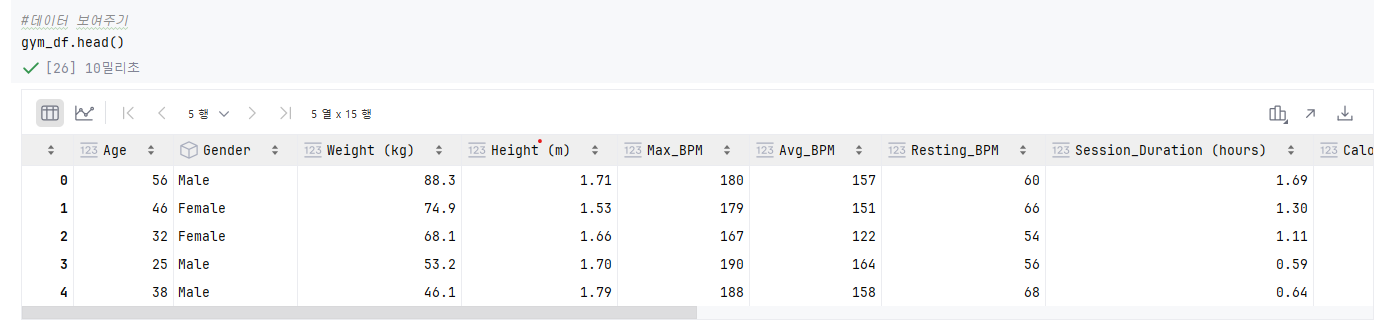 #데이터 보여주기
gym_df.head()
[26] 10밀리초
5 행 5 열 x 15 행
123 Age Gender 123 Weight (kg) 123 Height (m) 123 Max_BPM 123 Avg_BPM 123 Resting_BPM 123 Session_Duration (hours) 123 Calo
0 56 Male 88.3 1.71 180 157 60 1.69
1 46 Female 74.9 1.53 179 151 66 1.30
2 32 Female 68.1 1.66 167 122 54 1.11
3 25 Male 53.2 1.70 190 164 56 0.59
4 38 Male 46.1 1.79 188 158 68 0.64